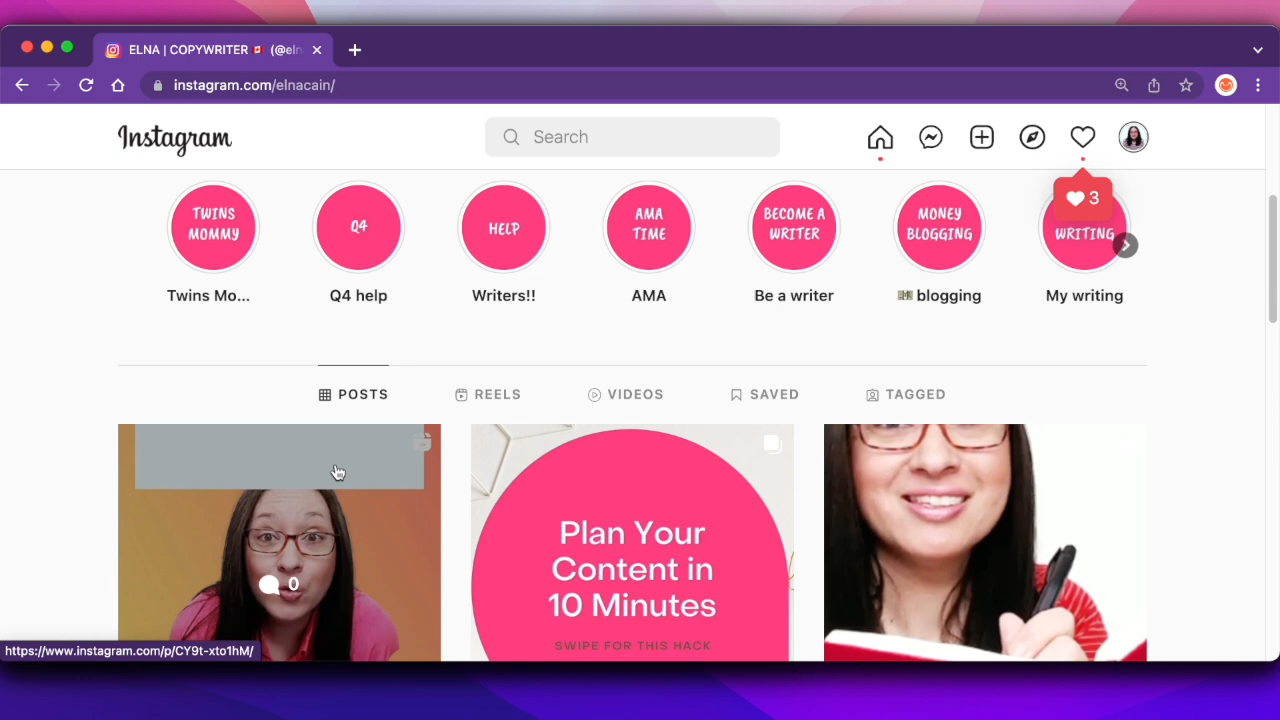 ELNA | COPYWRITER 🇨🇦 (@eln
instagram.com/elnacain/
Instagram
Search
3
TWINS
MOMMY
Q4
HELP
AMA
TIME
BECOME A
WRITER
MONEY
BLOGGING
WRITING
Twins Mo...
Q4 help
Writers!!
AMA
Be a writer
💵 blogging
My writing
POSTS
REELS
VIDEOS
SAVED
TAGGED
0
Plan Your
Content in
10 Minutes
SWIPE FOR THIS HACK
https://www.instagram.com/p/CY9t-xto1hM/